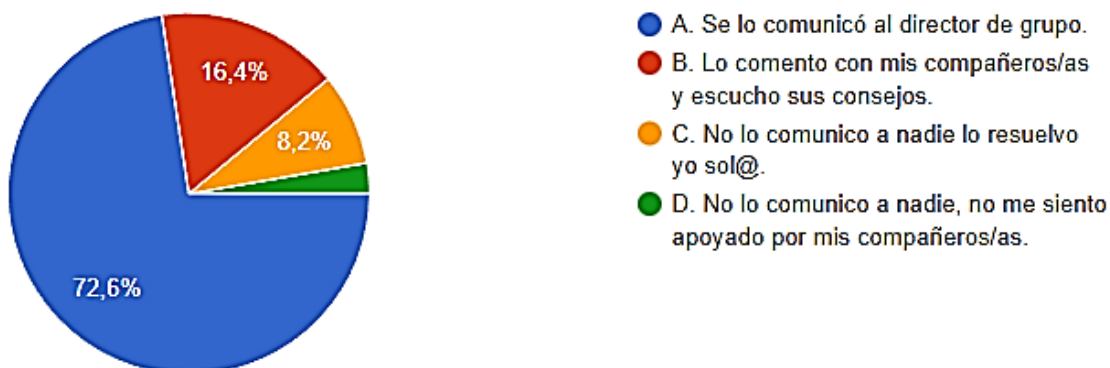 16,4%
8,2%
72,6%
A. Se lo comunicó al director de grupo.
B. Lo comento con mis compañeros/as
y escucho sus consejos.
C. No lo comunico a nadie lo resuelvo
yo sol@.
D. No lo comunico a nadie, no me siento
apoyado por mis compañeros/as.